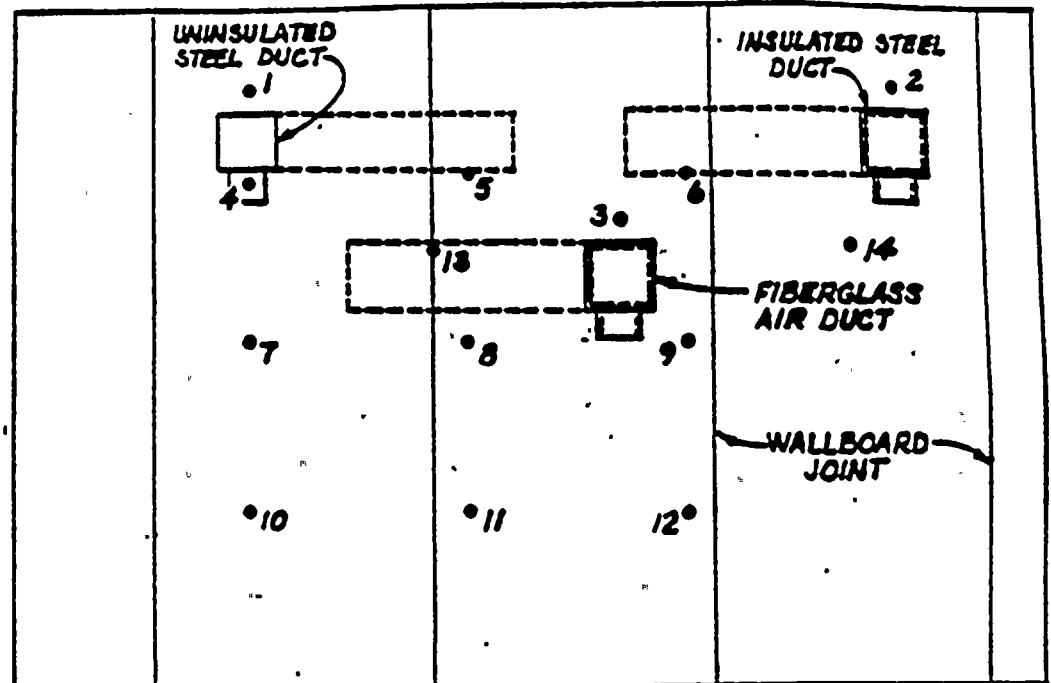 UNINSULATED
STEEL DUCT
INSULATED STEEL
DUCT
1
2
4
5
6
3
13
14
FIBERGLASS
AIR DUCT
7
8
9
WALLBOARD
JOINT
10
11
12